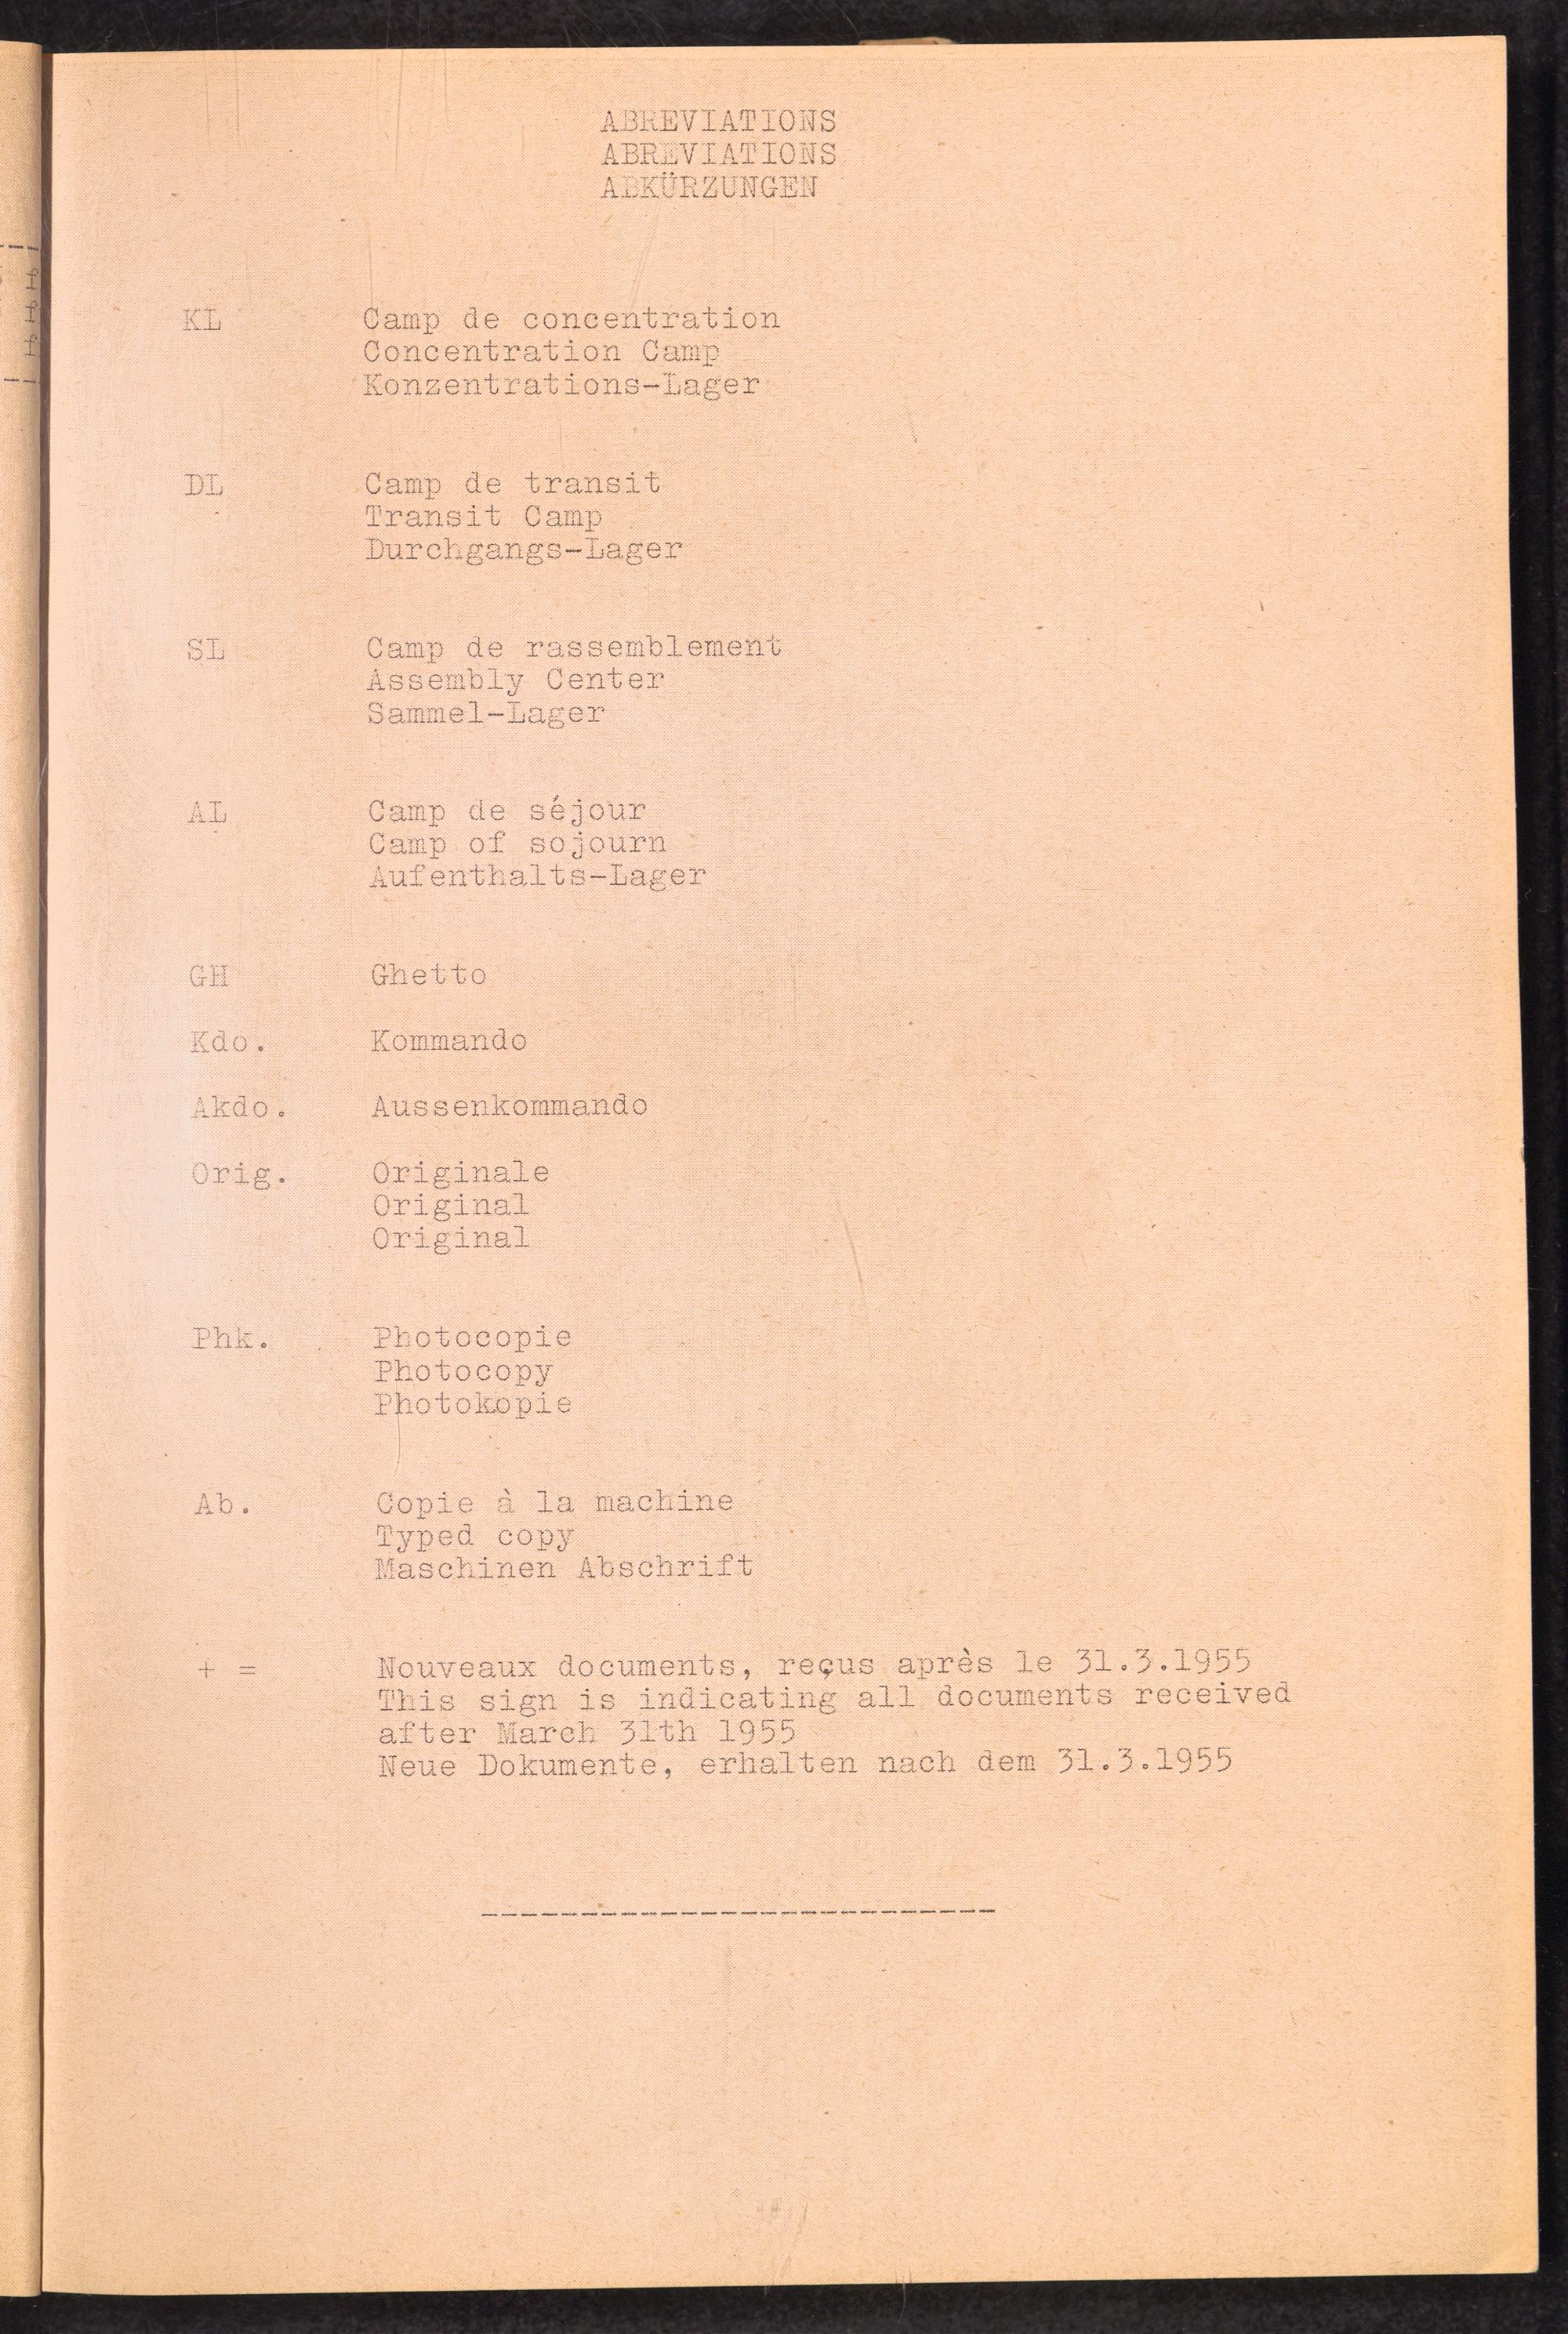 ABREVIATIONS
ABREVIATIONS
ABKÜRZUNGEN
KL Camp de concentration
Concentration Camp
Konzentrations-Lager
DL Camp de transit
Transit Camp
Durchgangs-Lager
SL Camp de rassemblement
Assembly Center
Sammel-Lager
AL Camp de séjour
Camp of sojourn
Aufenthalts-Lager
GH Ghetto
Kdo. Kommando
Akdo. Aussenkommando
Orig. Originale
Original
Original
Phk. Photocopie
Photocopy
Photokopie
Ab. Copie à la machine
Typed copy
Maschinen Abschrift
+ = Nouveaux documents, reçus après le 31.3.1955
This sign is indicating all documents received
after March 31th 1955
Neue Dokumente, erhalten nach dem 31.3.1955